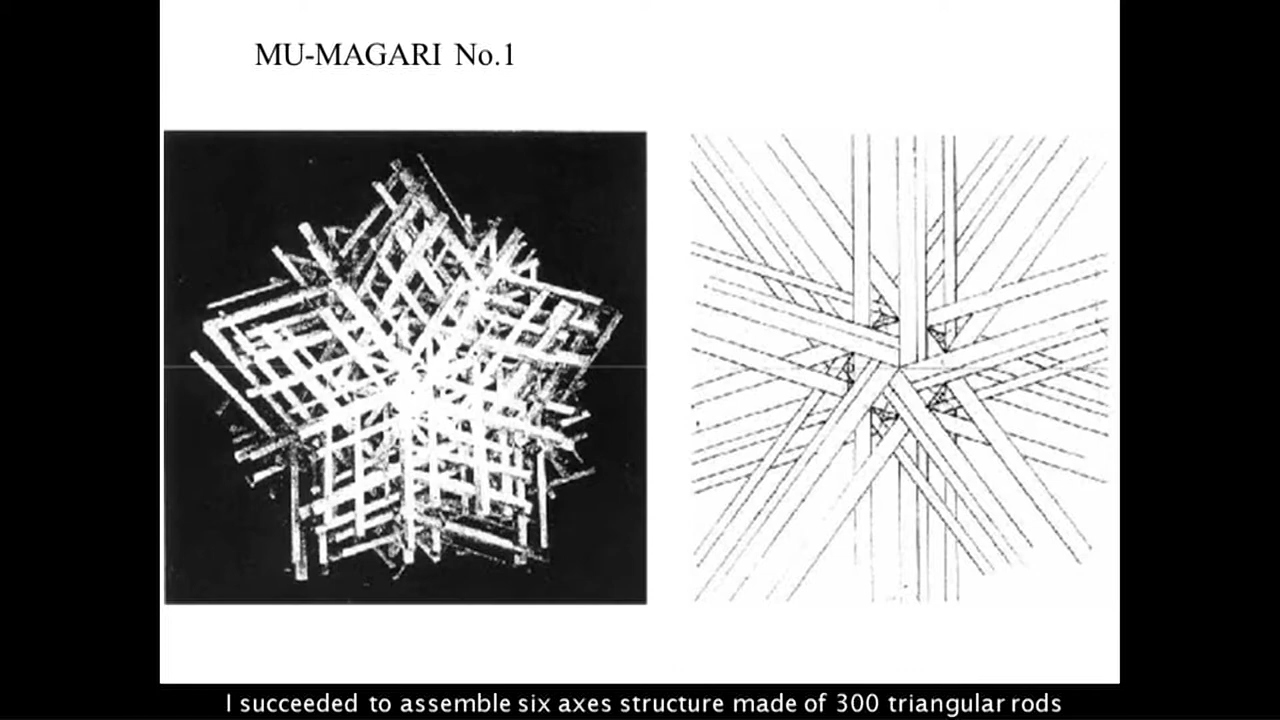 MU-MAGARI No.1
I succeeded to assemble six axes structure made of 300 triangular rods